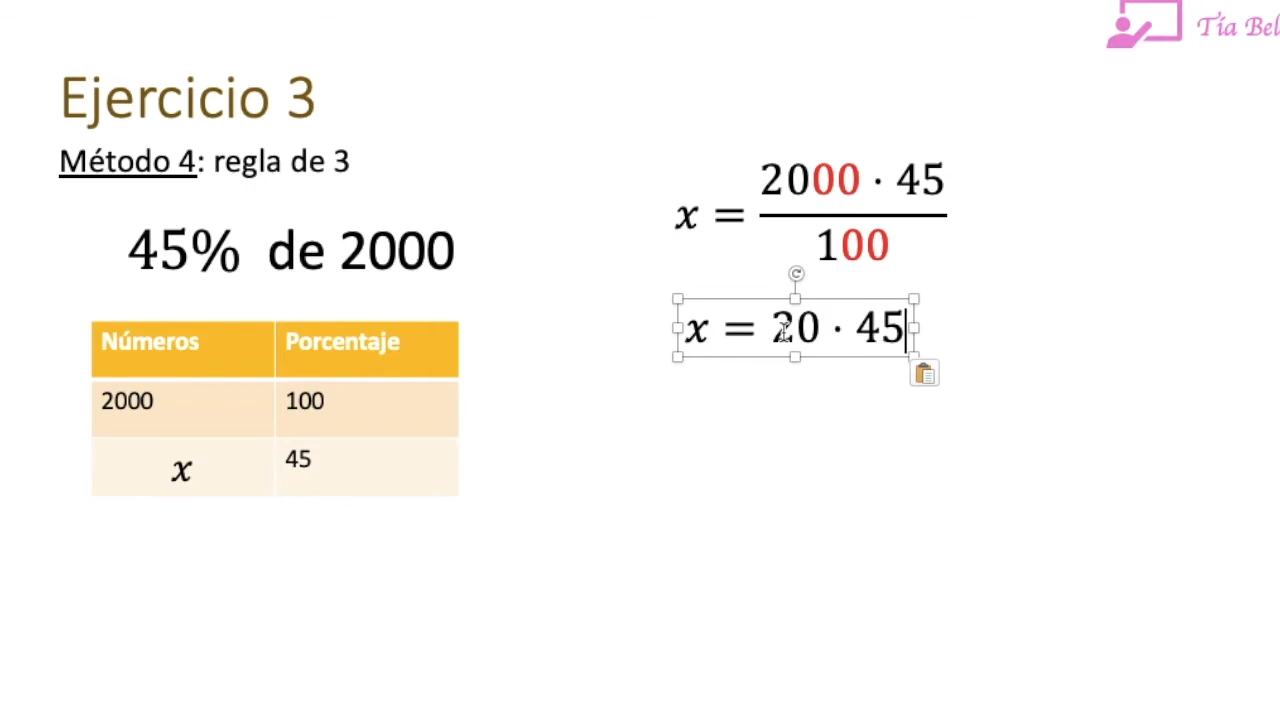 Tía Bel
Ejercicio 3
Método 4: regla de 3
45% de 2000
Números Porcentaje
2000 100
x 45
x = 2000 · 45 / 100
x = 20 · 45